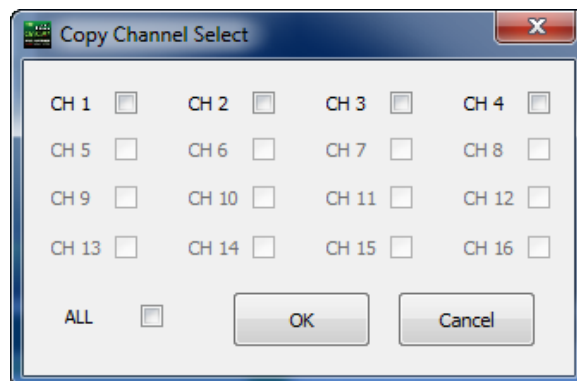 Copy Channel Select
CH 1 CH 2 CH 3 CH 4
CH 5 CH 6 CH 7 CH 8
CH 9 CH 10 CH 11 CH 12
CH 13 CH 14 CH 15 CH 16
ALL OK Cancel